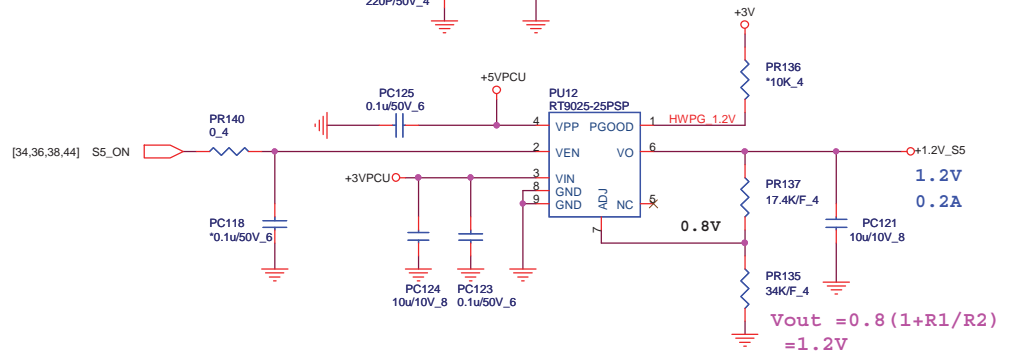 220P/50V_4
+3V
PR136
*10K_4
+5VPCU
PC125
0.1u/50V_6
PU12
RT9025-25PSP
PR140
0_4
4 VPP PGOOD 1 HWPG_1.2V
[34,36,38,44] S5_ON
2 VEN VO 6
+1.2V_S5
+3VPCU
3 VIN
8 GND
9 GND
ADJ
NC 5
7
1.2V
0.2A
PR137
17.4K/F_4
0.8V
PC118
*0.1u/50V_6
PC121
10u/10V_8
PC124
10u/10V_8
PC123
0.1u/50V_6
PR135
34K/F_4
Vout =0.8(1+R1/R2)
=1.2V